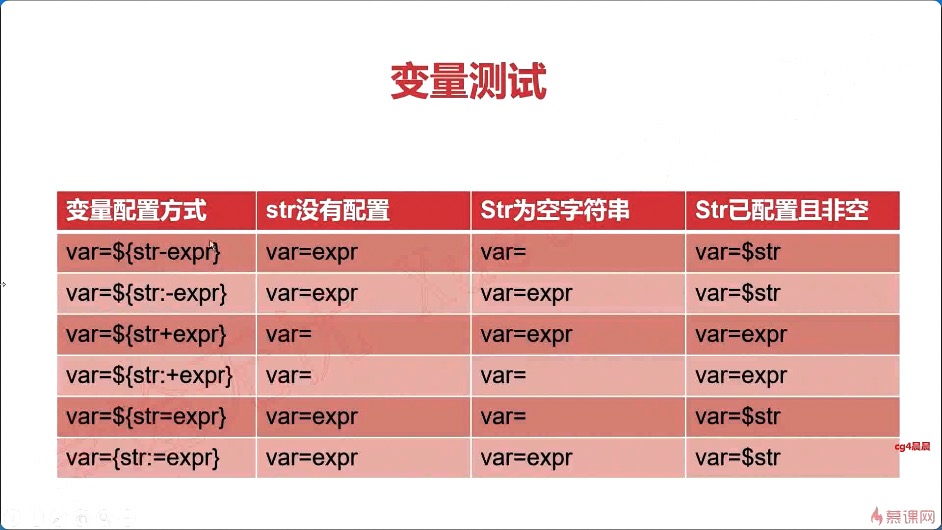 变量测试
变量配置方式 str没有配置 Str为空字符串 Str已配置且非空
var=${str-expr} var=expr var= var=$str
var=${str:-expr} var=expr var=expr var=$str
var=${str+expr} var= var=expr var=expr
var=${str:+expr} var= var= var=expr
var=${str=expr} var=expr var= var=$str
var={str:=expr} var=expr var=expr var=$str
cg4晨晨
慕课网